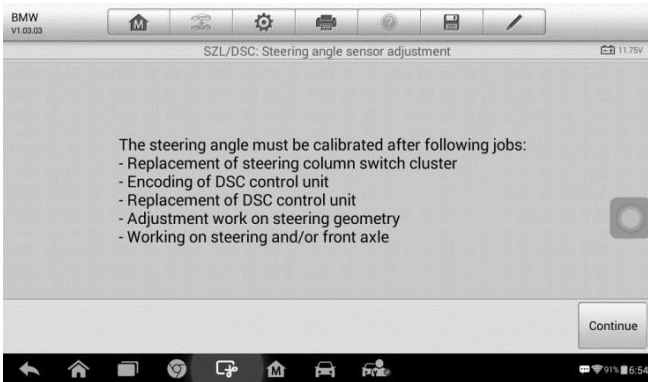 BMW
V1.03.03
SZL/DSC: Steering angle sensor adjustment
11.75V
The steering angle must be calibrated after following jobs:
- Replacement of steering column switch cluster
- Encoding of DSC control unit
- Replacement of DSC control unit
- Adjustment work on steering geometry
- Working on steering and/or front axle
Continue
91% 6:54